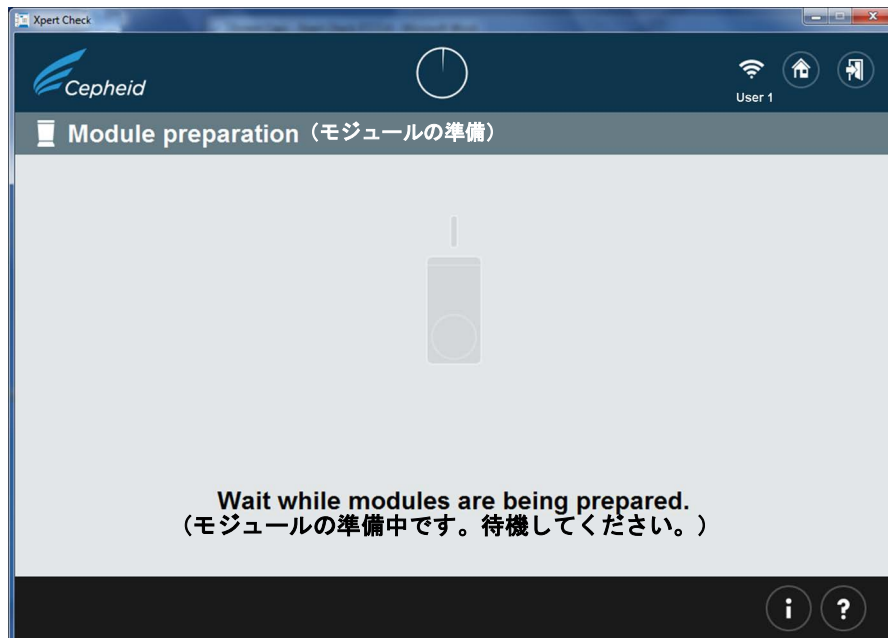 Xpert Check
Cepheid
User 1
Module preparation（モジュールの準備）
Wait while modules are being prepared.
（モジュールの準備中です。待機してください。）
i ?